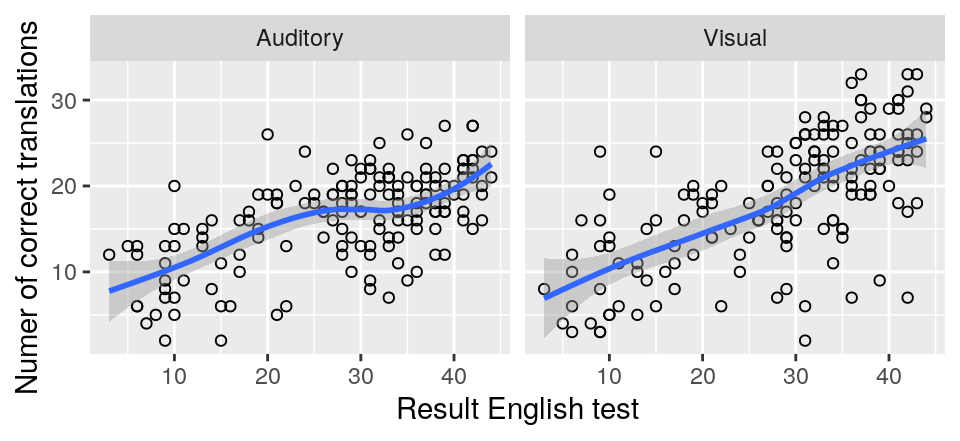 Auditory
Visual
Numer of correct translations
30
20
10
10 20 30 40
10 20 30 40
Result English test